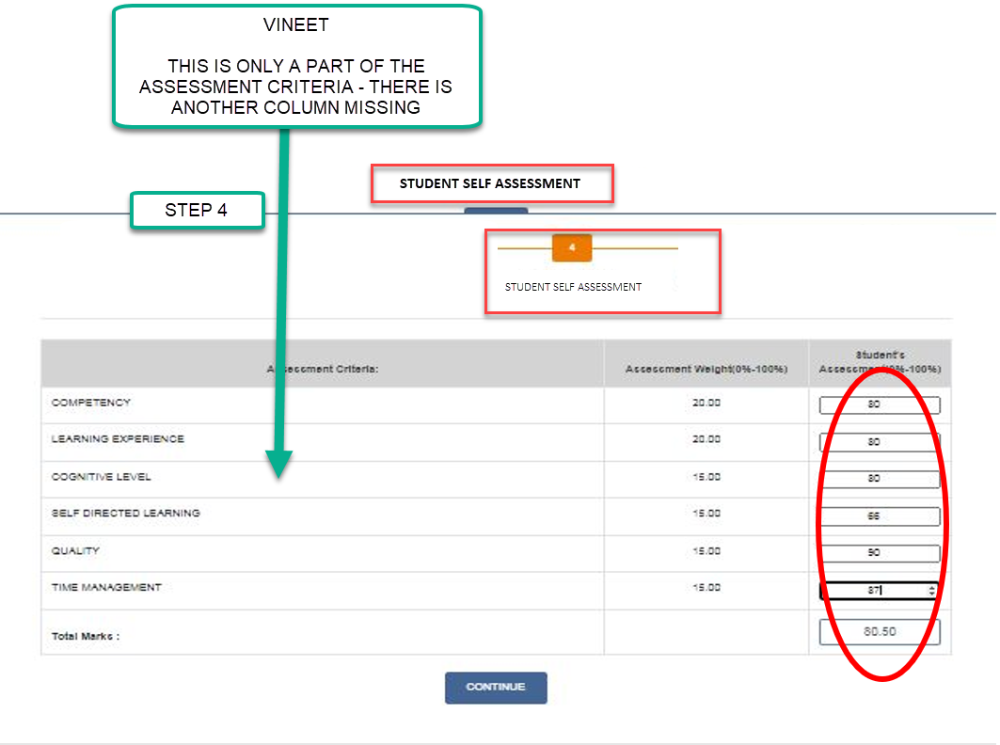 VINEET
THIS IS ONLY A PART OF THE
ASSESSMENT CRITERIA - THERE IS
ANOTHER COLUMN MISSING
STUDENT SELF ASSESSMENT
STEP 4
4
STUDENT SELF ASSESSMENT
Assessment Criteria: Assessment Weight(0%-100%) Student's
Assessment(0%-100%)
COMPETENCY 20.00 80
LEARNING EXPERIENCE 20.00 80
COGNITIVE LEVEL 15.00 80
SELF DIRECTED LEARNING 15.00
QUALITY 15.00 90
TIME MANAGEMENT 15.00 87
Total Marks : 80.50
CONTINUE